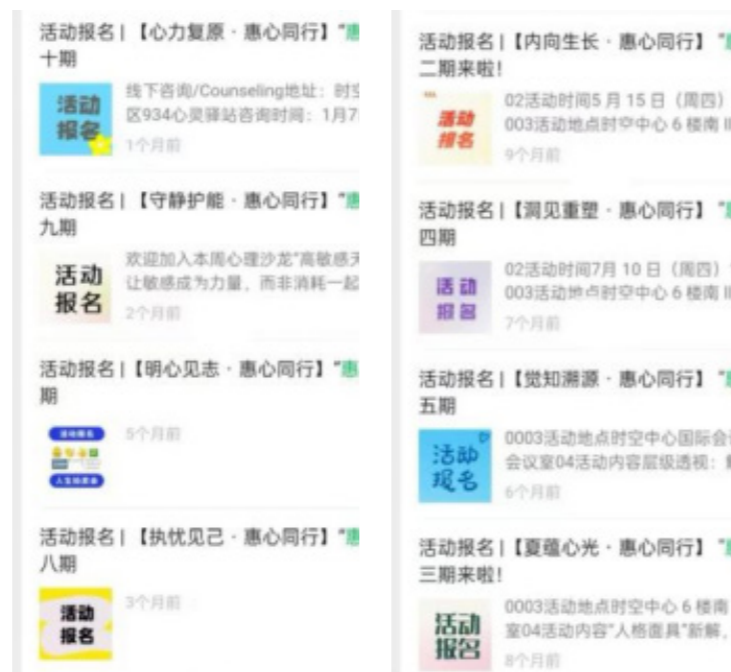 活动报名 | 【心力复原 · 惠心同行】“惠
十期
活动
报名
线下咨询/Counseling地址：时空
区934心灵驿站咨询时间：1月7
1个月前
活动报名 | 【守静护能 · 惠心同行】“惠
九期
活动
报名
欢迎加入本周心理沙龙“高敏感天
让敏感成为力量，而非消耗一起
2个月前
活动报名 | 【明心见志 · 惠心同行】“惠
期
活动报名
5个月前
活动报名 | 【执忧见己 · 惠心同行】“惠
八期
活动
报名
3个月前
活动报名 | 【内向生长 · 惠心同行】“
二期来啦！
活动
报名
02活动时间5 月 15 日（周四）
003活动地点时空中心 6 楼南
9个月前
活动报名 | 【洞见重塑 · 惠心同行】“
四期
活动
报名
02活动时间7月 10 日（周四）
003活动地点时空中心 6 楼南
7个月前
活动报名 | 【觉知溯源 · 惠心同行】“
五期
活动
报名
0003活动地点时空中心国际会议
会议室04活动内容层级透视：
6个月前
活动报名 | 【夏蕴心光 · 惠心同行】“
三期来啦！
活动
报名
0003活动地点时空中心 6 楼南
室04活动内容“人格面具”新解，
8个月前